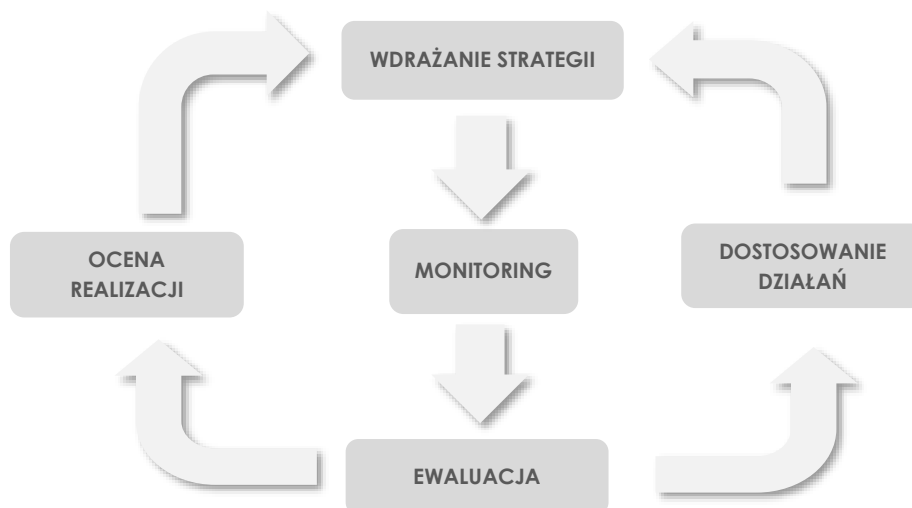 WDRAŻANIE STRATEGII
OCENA
REALIZACJI
MONITORING
DOSTOSOWANIE
DZIAŁAŃ
EWALUACJA